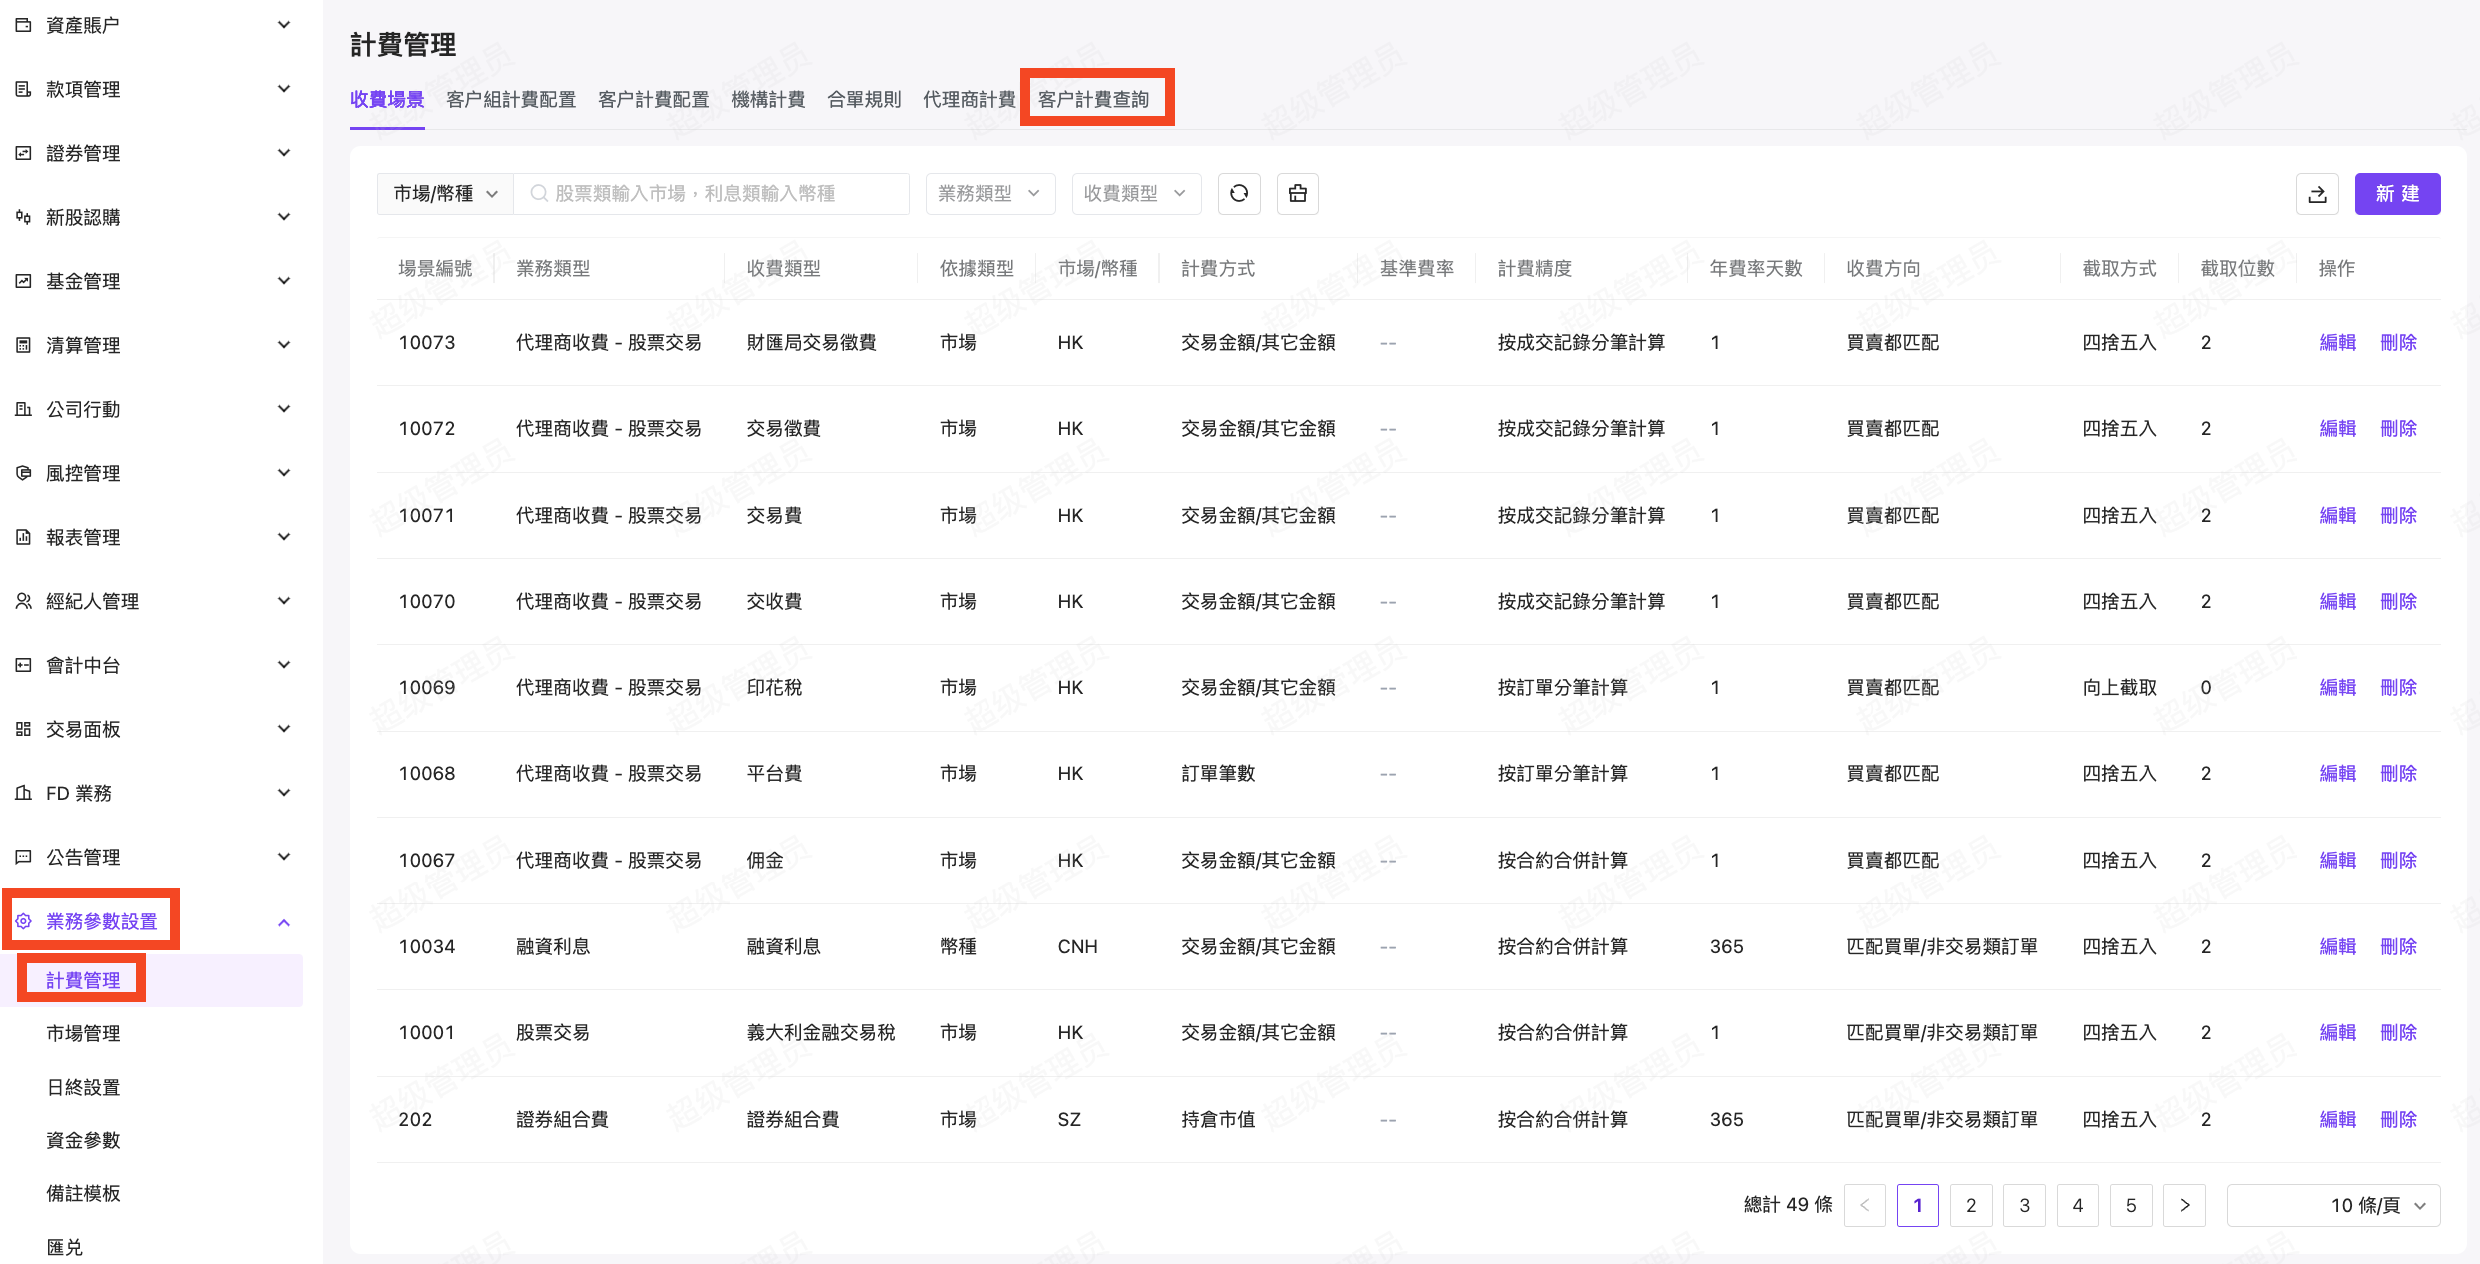 資產賬户
款項管理
證券管理
新股認購
基金管理
清算管理
公司行動
風控管理
報表管理
經紀人管理
會計中台
交易面板
FD 業務
公告管理
業務參數設置
計費管理
市場管理
日終設置
資金參數
備註模板
匯兑
計費管理
收費場景 客户組計費配置 客户計費配置 機構計費 合單規則 代理商計費 客户計費查詢
市場/幣種 股票類輸入市場，利息類輸入幣種 業務類型 收費類型 新 建
場景編號 業務類型 收費類型 依據類型 市場/幣種 計費方式 基準費率 計費精度 年費率天數 收費方向 截取方式 截取位數 操作
10073 代理商收費 - 股票交易 財匯局交易徵費 市場 HK 交易金額/其它金額 -- 按成交記錄分筆計算 1 買賣都匹配 四捨五入 2 編輯 刪除
10072 代理商收費 - 股票交易 交易徵費 市場 HK 交易金額/其它金額 -- 按成交記錄分筆計算 1 買賣都匹配 四捨五入 2 編輯 刪除
10071 代理商收費 - 股票交易 交易費 市場 HK 交易金額/其它金額 -- 按成交記錄分筆計算 1 買賣都匹配 四捨五入 2 編輯 刪除
10070 代理商收費 - 股票交易 交收費 市場 HK 交易金額/其它金額 -- 按成交記錄分筆計算 1 買賣都匹配 四捨五入 2 編輯 刪除
10069 代理商收費 - 股票交易 印花稅 市場 HK 交易金額/其它金額 -- 按訂單分筆計算 1 買賣都匹配 向上截取 0 編輯 刪除
10068 代理商收費 - 股票交易 平台費 市場 HK 訂單筆數 -- 按訂單分筆計算 1 買賣都匹配 四捨五入 2 編輯 刪除
10067 代理商收費 - 股票交易 佣金 市場 HK 交易金額/其它金額 -- 按合約合併計算 1 買賣都匹配 四捨五入 2 編輯 刪除
10034 融資利息 融資利息 幣種 CNH 交易金額/其它金額 -- 按合約合併計算 365 匹配買單/非交易類訂單 四捨五入 2 編輯 刪除
10001 股票交易 義大利金融交易稅 市場 HK 交易金額/其它金額 -- 按合約合併計算 1 匹配買單/非交易類訂單 四捨五入 2 編輯 刪除
202 證券組合費 證券組合費 市場 SZ 持倉市值 -- 按合約合併計算 365 匹配買單/非交易類訂單 四捨五入 2 編輯 刪除
總計 49 條 < 1 2 3 4 5 > 10 條/頁
超级管理员